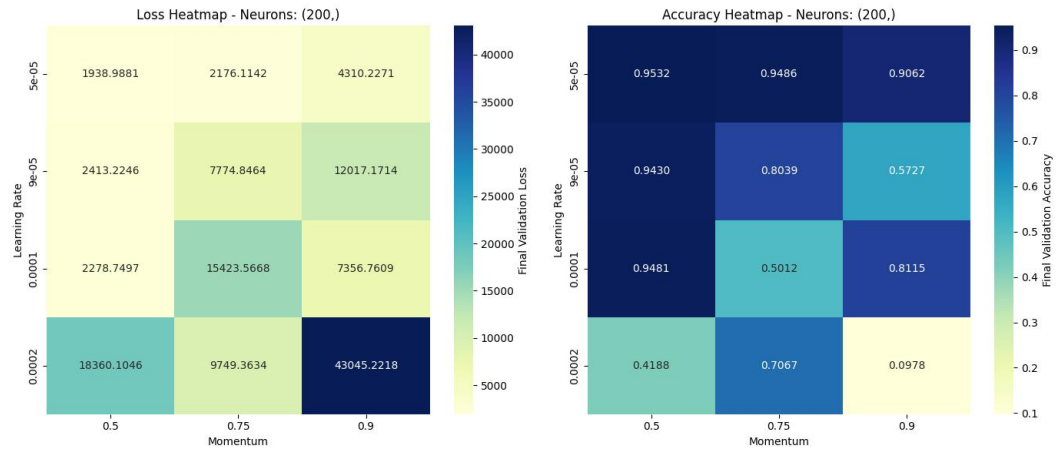 Loss Heatmap - Neurons: (200,)
Learning Rate
5e-05
9e-05
0.0001
0.0002
1938.9881 2176.1142 4310.2271
2413.2246 7774.8464 12017.1714
2278.7497 15423.5668 7356.7609
18360.1046 9749.3634 43045.2218
0.5 0.75 0.9
Momentum
40000
35000
30000
25000
20000
15000
10000
5000
Final Validation Loss
Accuracy Heatmap - Neurons: (200,)
Learning Rate
5e-05
9e-05
0.0001
0.0002
0.9532 0.9486 0.9062
0.9430 0.8039 0.5727
0.9481 0.5012 0.8115
0.4188 0.7067 0.0978
0.5 0.75 0.9
Momentum
0.9
0.8
0.7
0.6
0.5
0.4
0.3
0.2
0.1
Final Validation Accuracy